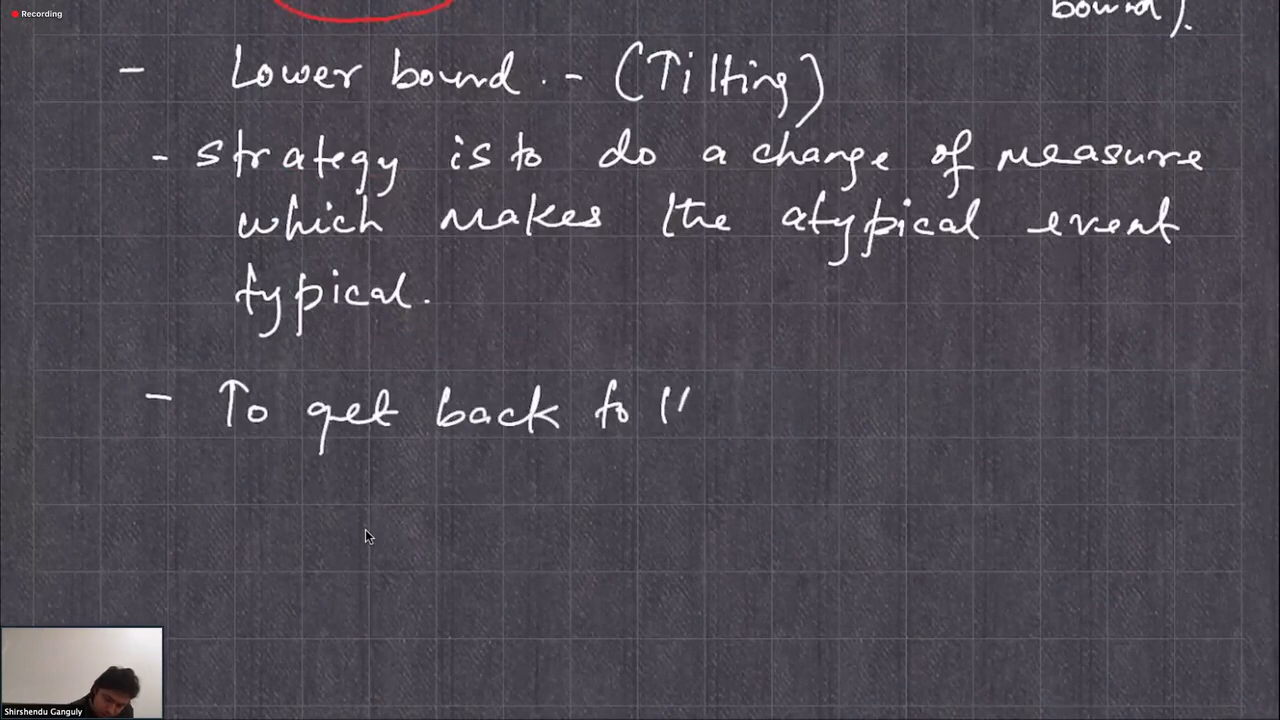 Recording
bound).
- Lower bound. - (Tilting)
- strategy is to do a change of measure
which makes the atypical event
typical.
- To get back to
Shirshendu Ganguly